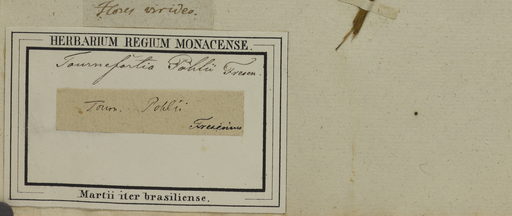 Flores virides.
HERBARIUM REGIUM MONACENSE.
Tournefortia Pohlii Fresen.
Tourn. Pohlii
Fresenius
Martii iter brasiliense.